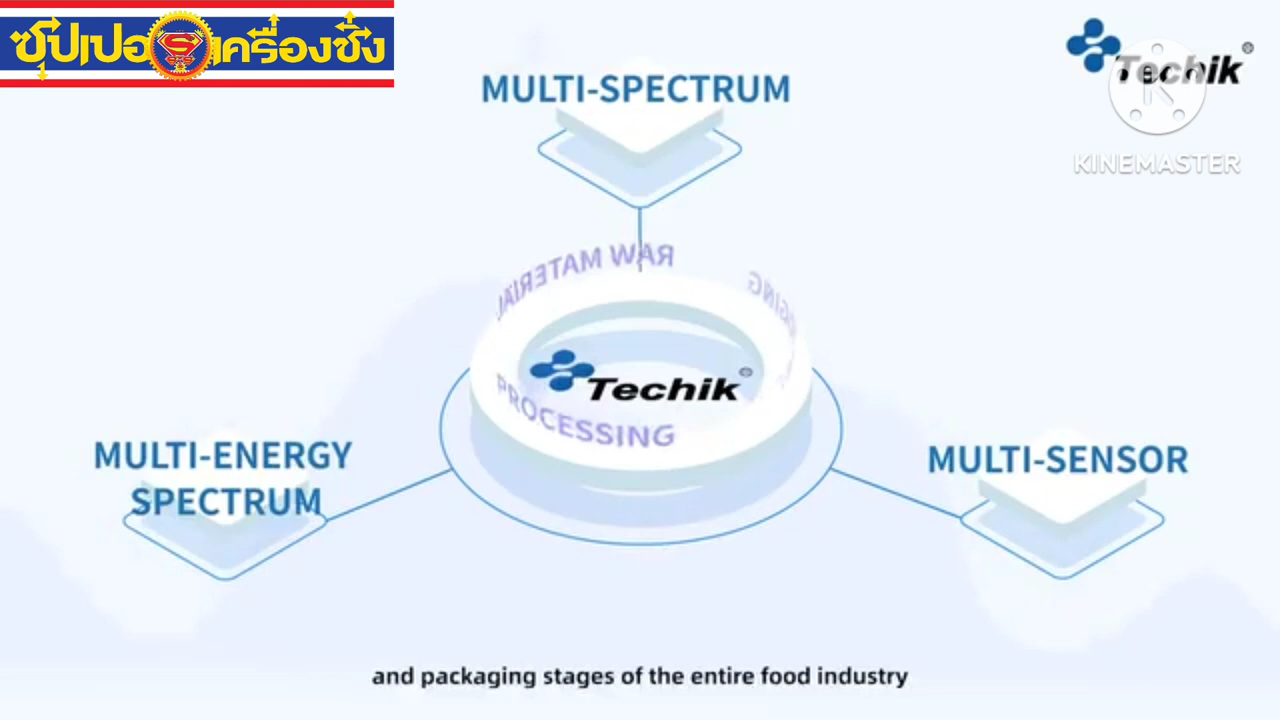 ซุปเปอร์เครื่องชั่ง
Techik®
KINEMASTER
MULTI-SPECTRUM
RAW MATERIAL
Techik®
PROCESSING
MULTI-ENERGY
SPECTRUM
MULTI-SENSOR
and packaging stages of the entire food industry